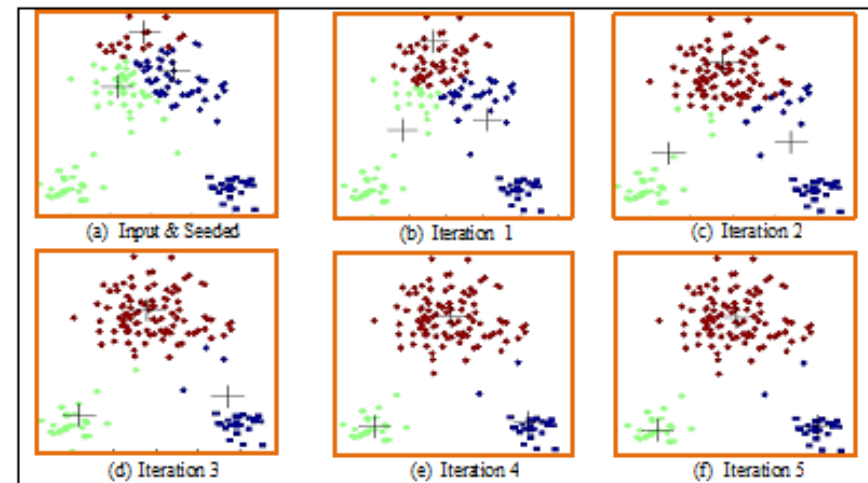 (a) Input & Seeded
(b) Iteration 1
(c) Iteration 2
(d) Iteration 3
(e) Iteration 4
(f) Iteration 5